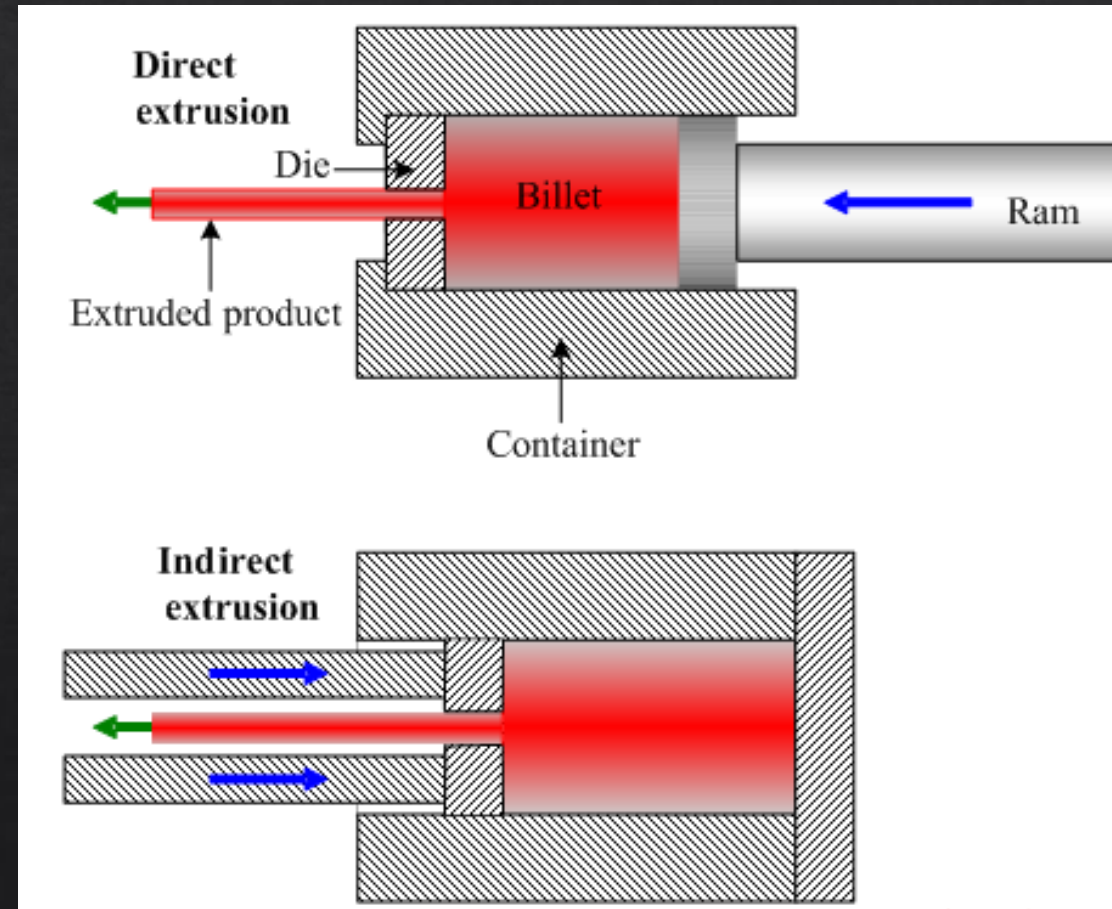 Direct
extrusion
Die
Billet
Ram
Extruded product
Container
Indirect
extrusion